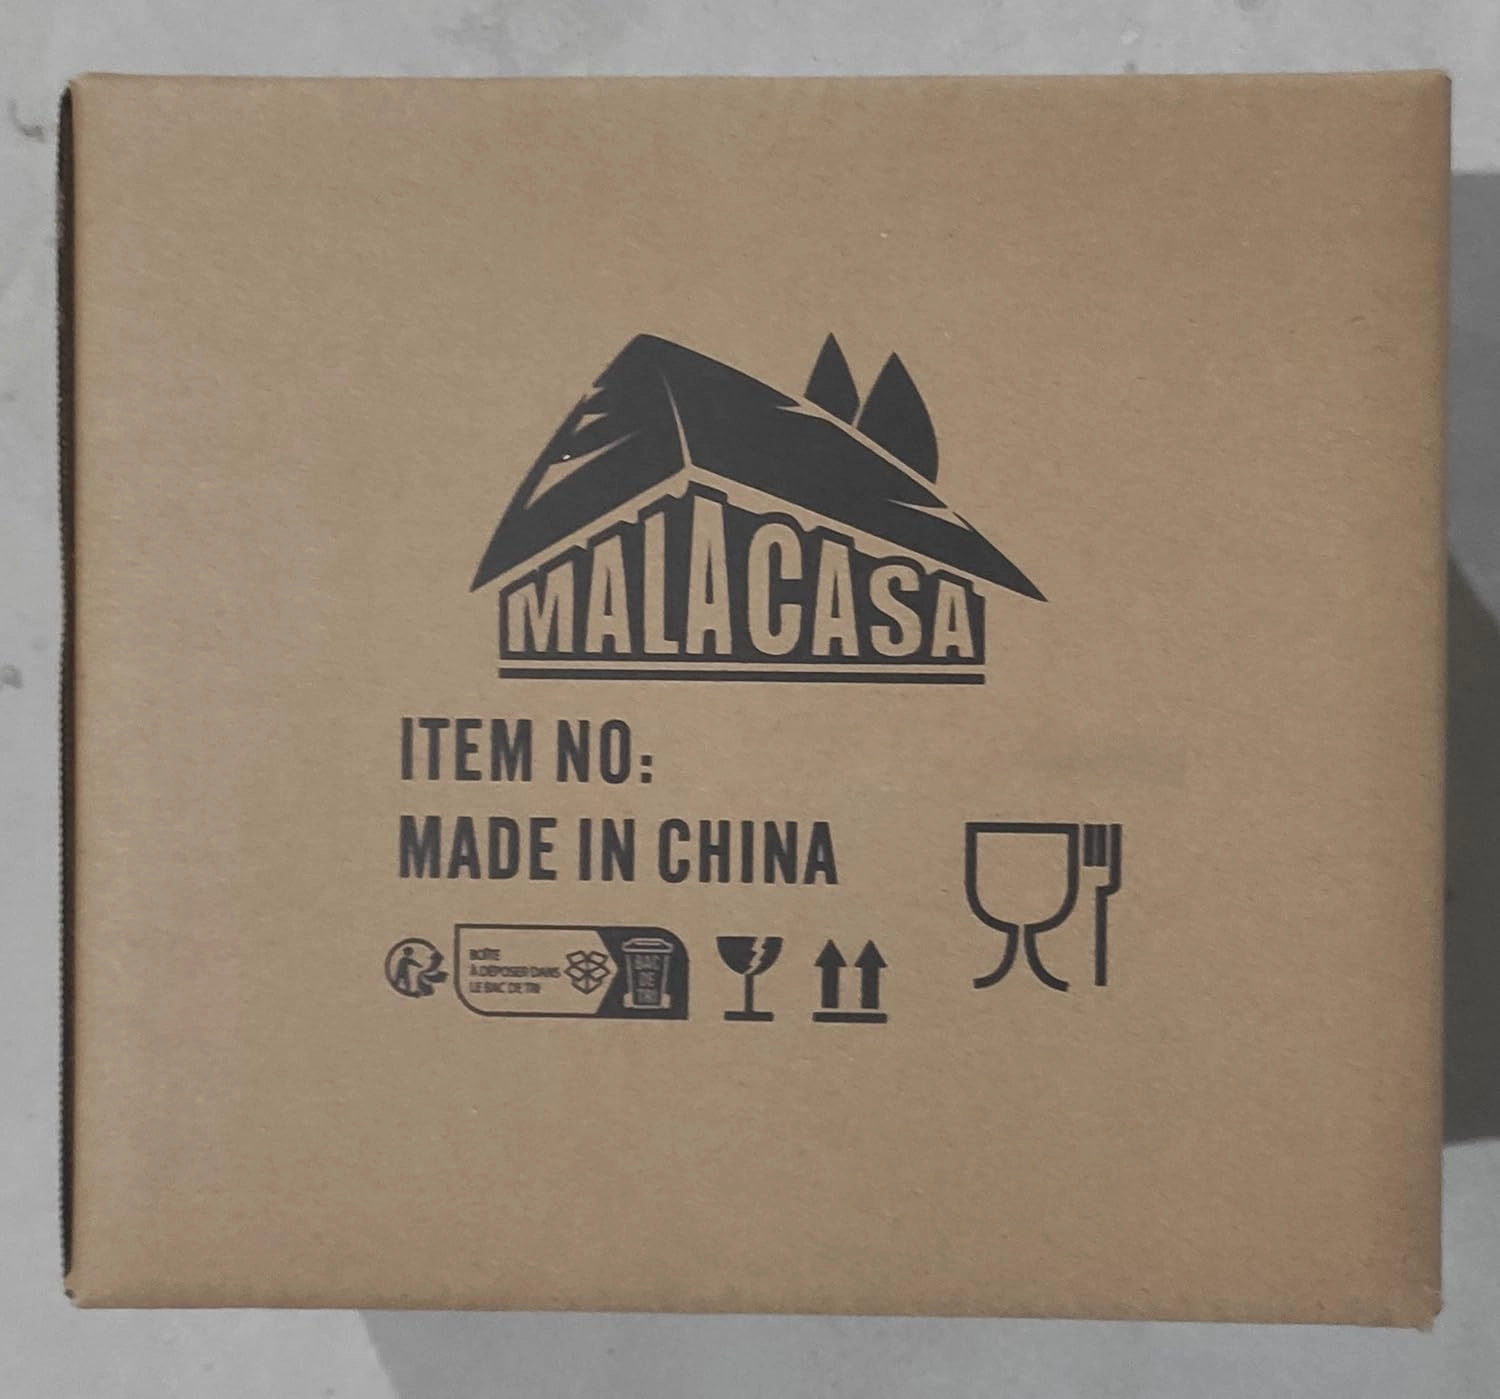 MALACASA
ITEM NO:
MADE IN CHINA
BOÎTE
À DÉPOSER DANS
LE BAC DE TRI
BAC
DE
TRI